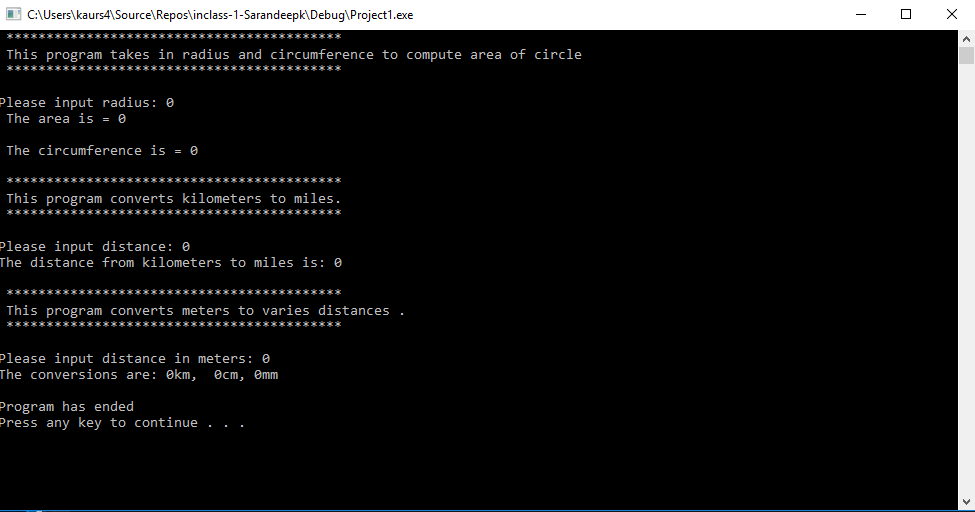 C:\Users\kaurs4\Source\Repos\inclass-1-Sarandeepk\Debug\Project1.exe
******************************************
This program takes in radius and circumference to compute area of circle
******************************************
Please input radius: 0
The area is = 0
The circumference is = 0
******************************************
This program converts kilometers to miles.
******************************************
Please input distance: 0
The distance from kilometers to miles is: 0
******************************************
This program converts meters to varies distances .
******************************************
Please input distance in meters: 0
The conversions are: 0km,  0cm, 0mm
Program has ended
Press any key to continue . . .